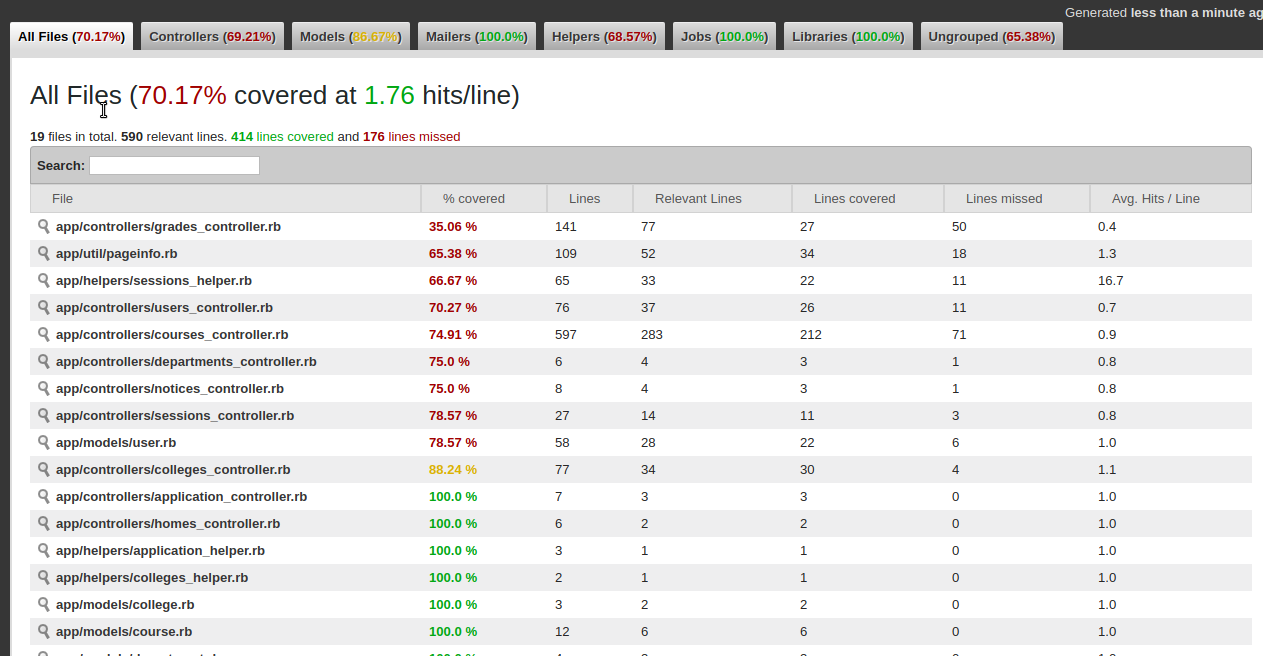 Generated less than a minute ag
All Files (70.17%) Controllers (69.21%) Models (86.67%) Mailers (100.0%) Helpers (68.57%) Jobs (100.0%) Libraries (100.0%) Ungrouped (65.38%)
All Files (70.17% covered at 1.76 hits/line)
19 files in total. 590 relevant lines. 414 lines covered and 176 lines missed
Search:
File % covered Lines Relevant Lines Lines covered Lines missed Avg. Hits / Line
app/controllers/grades_controller.rb 35.06 % 141 77 27 50 0.4
app/util/pageinfo.rb 65.38 % 109 52 34 18 1.3
app/helpers/sessions_helper.rb 66.67 % 65 33 22 11 16.7
app/controllers/users_controller.rb 70.27 % 76 37 26 11 0.7
app/controllers/courses_controller.rb 74.91 % 597 283 212 71 0.9
app/controllers/departments_controller.rb 75.0 % 6 4 3 1 0.8
app/controllers/notices_controller.rb 75.0 % 8 4 3 1 0.8
app/controllers/sessions_controller.rb 78.57 % 27 14 11 3 0.8
app/models/user.rb 78.57 % 58 28 22 6 1.0
app/controllers/colleges_controller.rb 88.24 % 77 34 30 4 1.1
app/controllers/application_controller.rb 100.0 % 7 3 3 0 1.0
app/controllers/homes_controller.rb 100.0 % 6 2 2 0 1.0
app/helpers/application_helper.rb 100.0 % 3 1 1 0 1.0
app/helpers/colleges_helper.rb 100.0 % 2 1 1 0 1.0
app/models/college.rb 100.0 % 3 2 2 0 1.0
app/models/course.rb 100.0 % 12 6 6 0 1.0